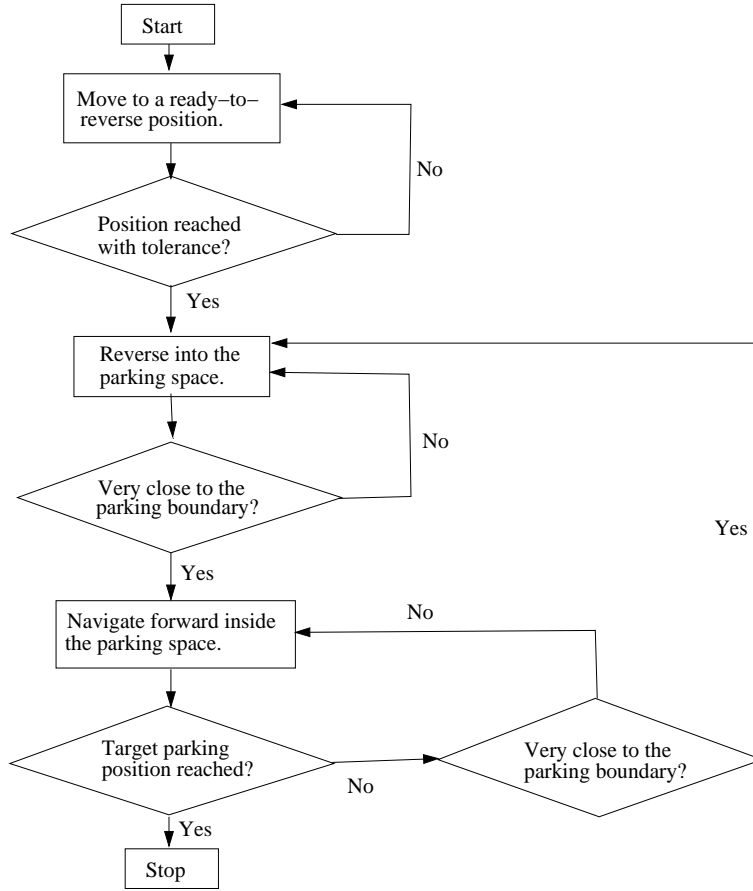 Start
Move to a ready−to−
reverse position.
No
Position reached
with tolerance?
Yes
Reverse into the
parking space.
No
Very close to the
parking boundary?
Yes
Yes
No
Navigate forward inside
the parking space.
Target parking
position reached?
No
Very close to the
parking boundary?
Yes
Stop